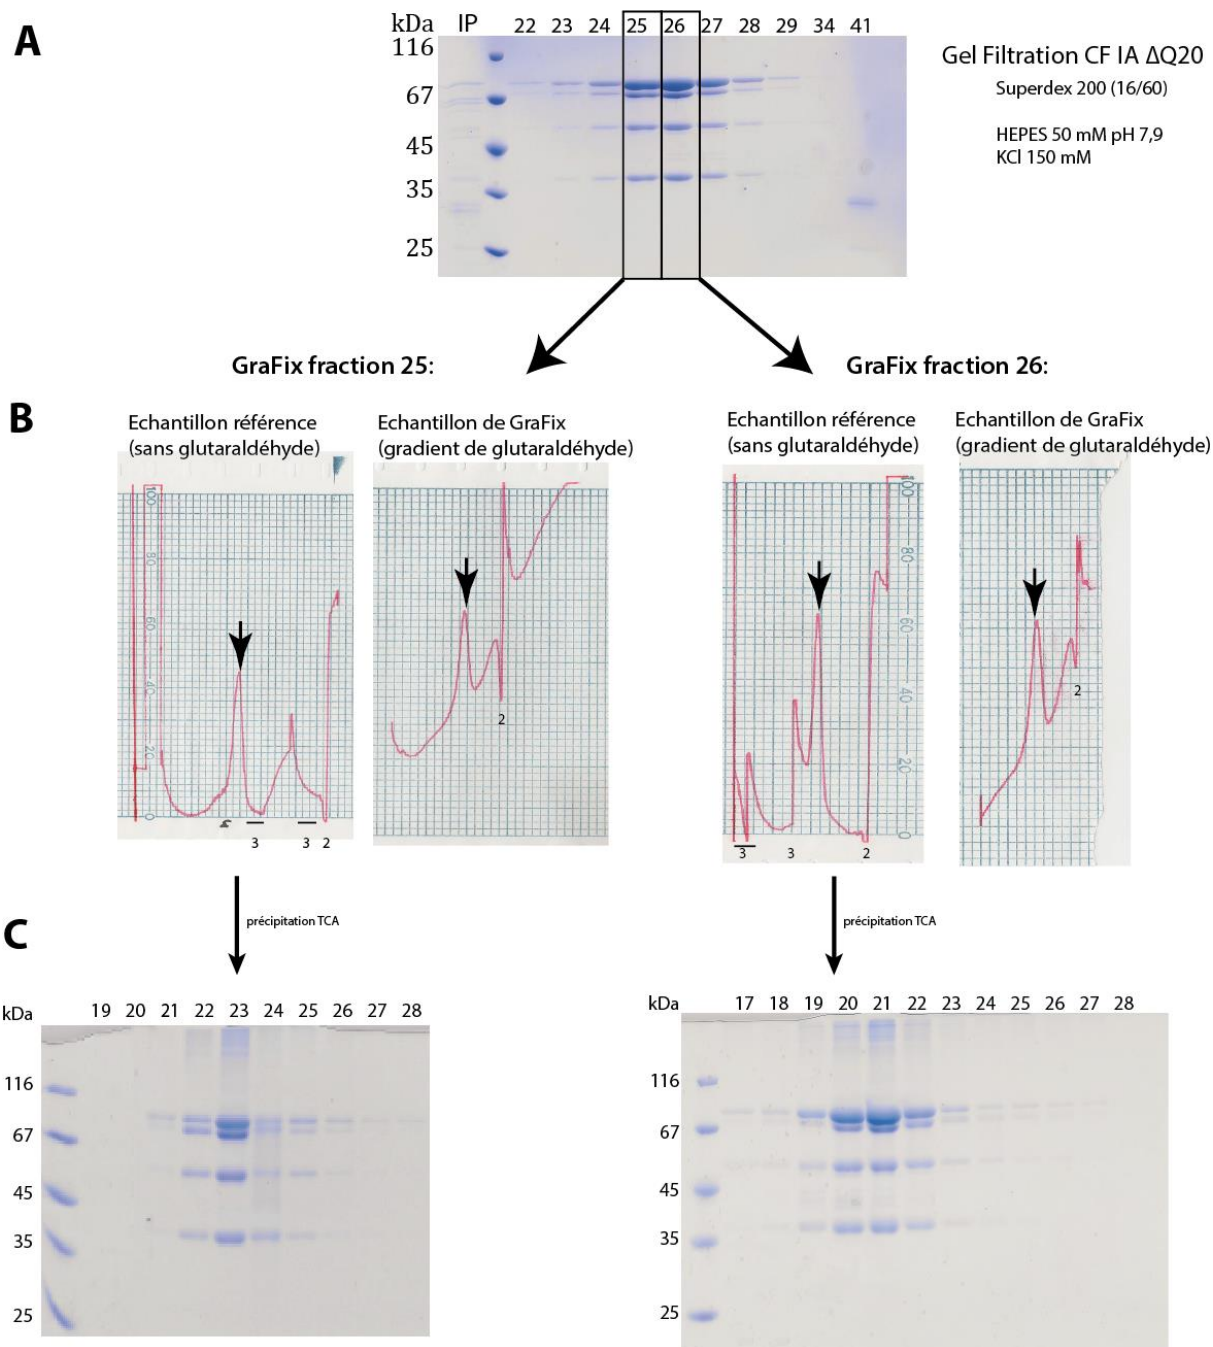 A
kDa IP 22 23 24 25 26 27 28 29 34 41
116
67
45
35
25
Gel Filtration CF IA ΔQ20
Superdex 200 (16/60)
HEPES 50 mM pH 7,9
KCl 150 mM
GraFix fraction 25:
GraFix fraction 26:
B
Echantillon référence
(sans glutaraldéhyde)
Echantillon de GraFix
(gradient de glutaraldéhyde)
Echantillon référence
(sans glutaraldéhyde)
Echantillon de GraFix
(gradient de glutaraldéhyde)
100
80
60
40
20
0
3 3 2
2
100
80
60
40
20
0
3 3 2
2
précipitation TCA
précipitation TCA
C
kDa 19 20 21 22 23 24 25 26 27 28
116
67
45
35
25
kDa 17 18 19 20 21 22 23 24 25 26 27 28
116
67
45
35
25